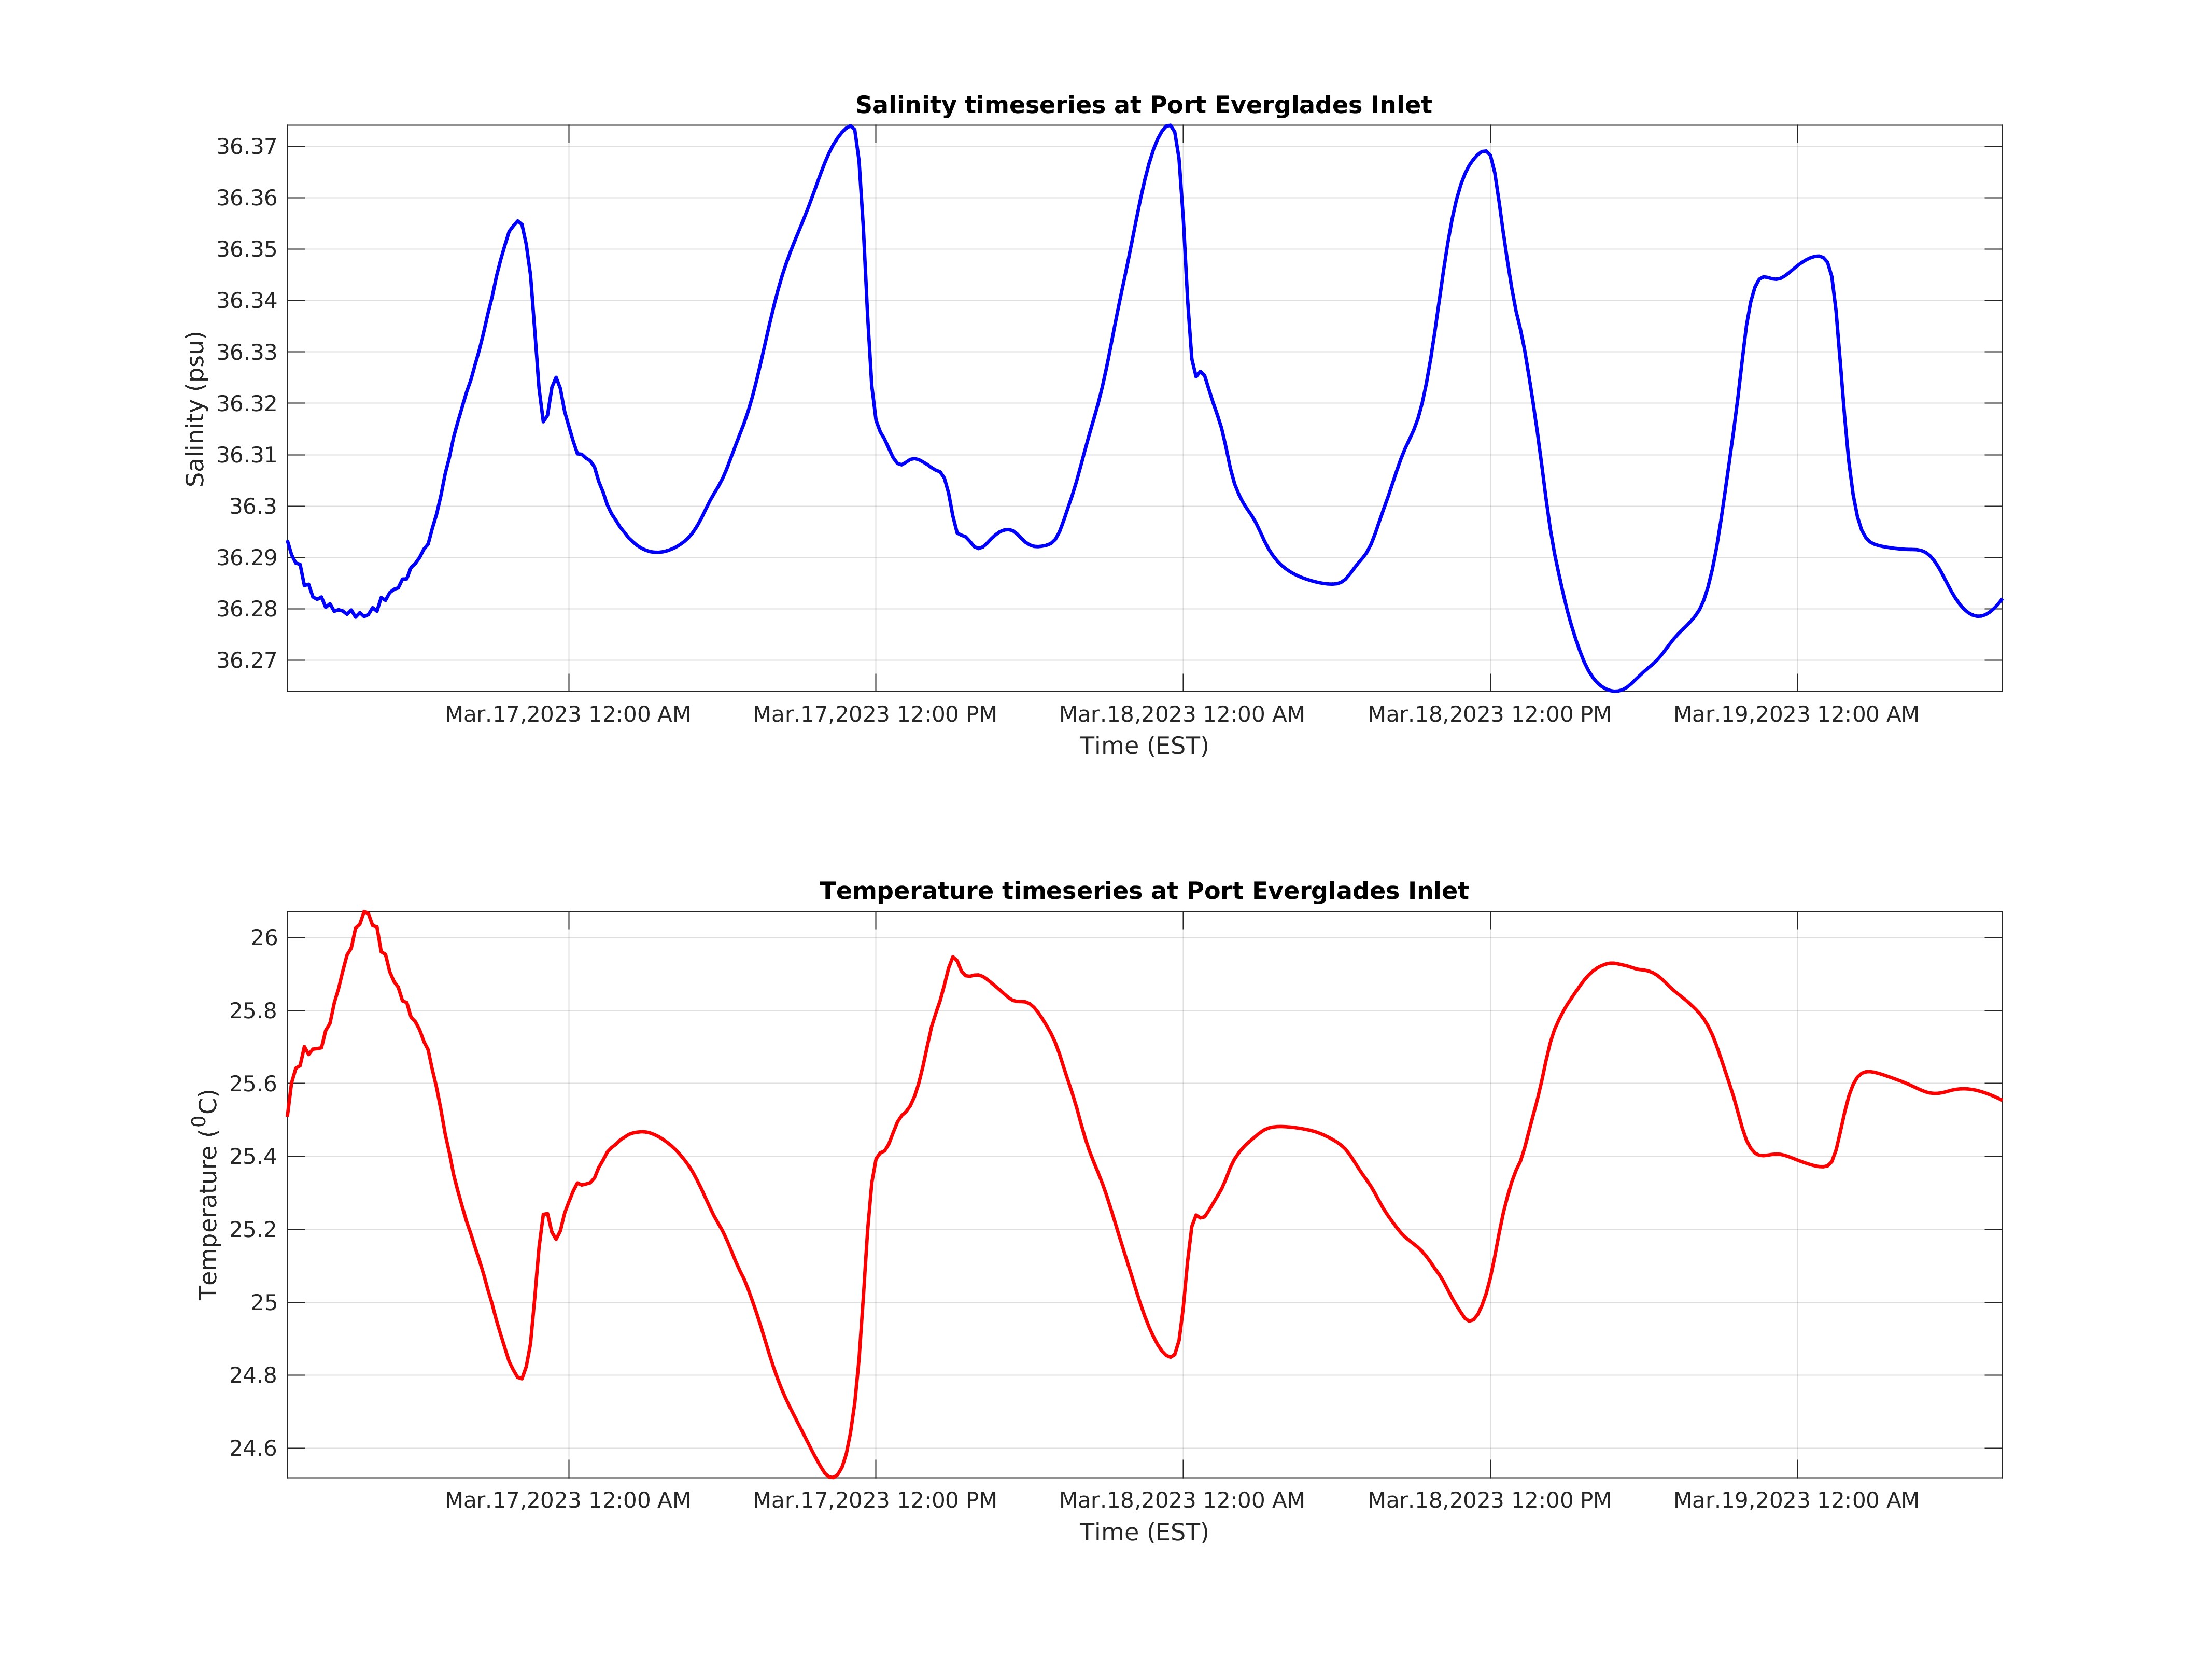 Salinity timeseries at Port Everglades Inlet
36.37
36.36
36.35
36.34
36.33
36.32
36.31
36.3
36.29
36.28
36.27
Salinity (psu)
Mar.17,2023 12:00 AM
Mar.17,2023 12:00 PM
Mar.18,2023 12:00 AM
Mar.18,2023 12:00 PM
Mar.19,2023 12:00 AM
Time (EST)
Temperature timeseries at Port Everglades Inlet
26
25.8
25.6
25.4
25.2
25
24.8
24.6
Temperature (⁰C)
Mar.17,2023 12:00 AM
Mar.17,2023 12:00 PM
Mar.18,2023 12:00 AM
Mar.18,2023 12:00 PM
Mar.19,2023 12:00 AM
Time (EST)